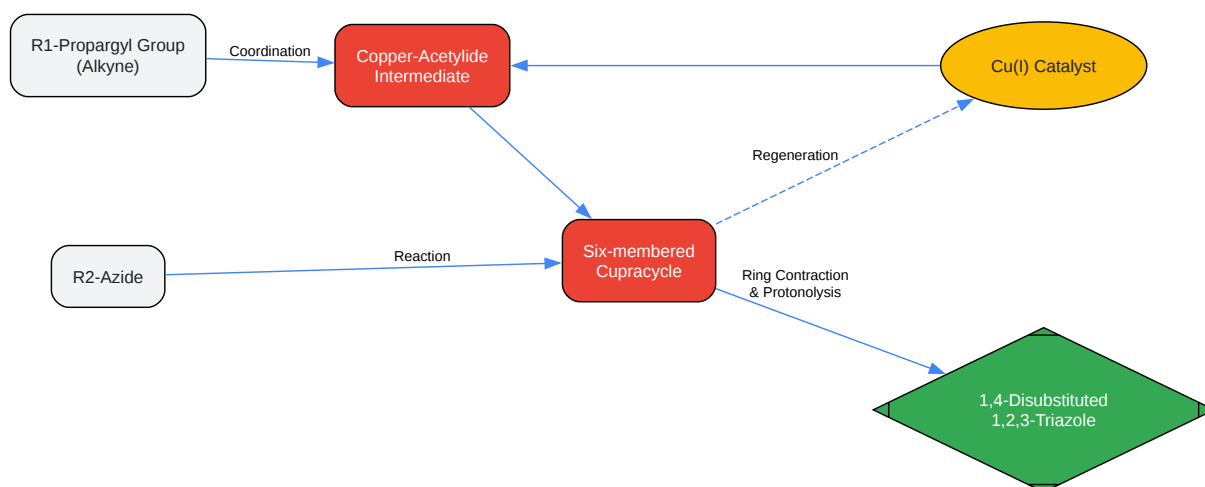 R1-Propargyl Group
(Alkyne)
Coordination
Copper-Acetylide
Intermediate
Cu(I) Catalyst
Regeneration
R2-Azide
Reaction
Six-membered
Cupracycle
Ring Contraction
& Protonolysis
1,4-Disubstituted
1,2,3-Triazole